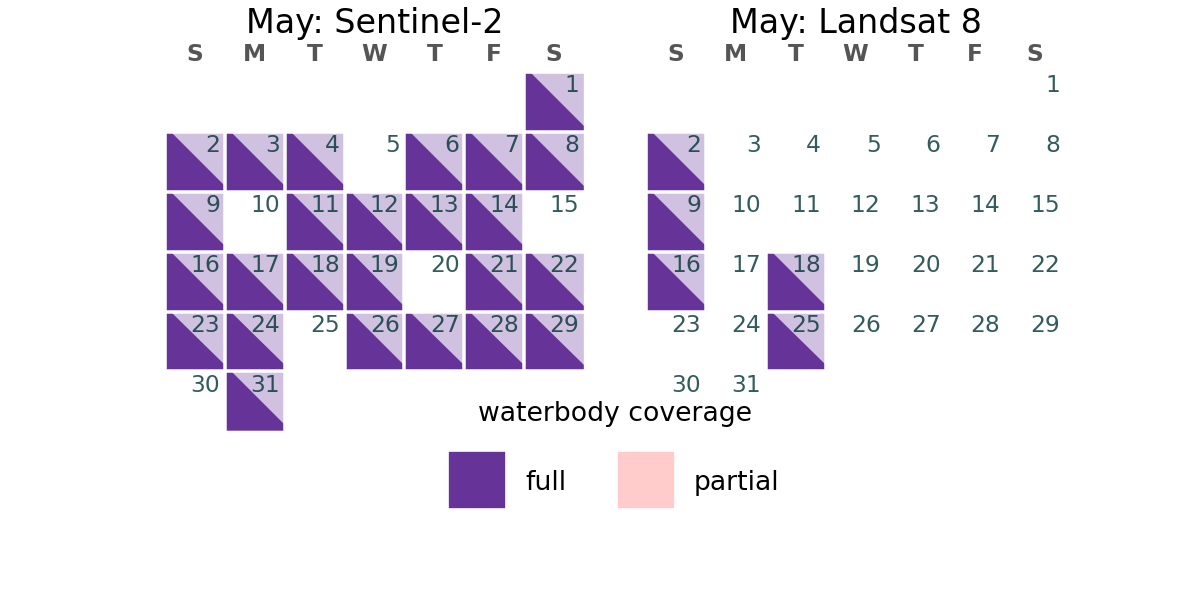 May: Sentinel-2
S M T W T F S
1
2 3 4 5 6 7 8
9 10 11 12 13 14 15
16 17 18 19 20 21 22
23 24 25 26 27 28 29
30 31
May: Landsat 8
S M T W T F S
1
2 3 4 5 6 7 8
9 10 11 12 13 14 15
16 17 18 19 20 21 22
23 24 25 26 27 28 29
30 31
waterbody coverage
full
partial